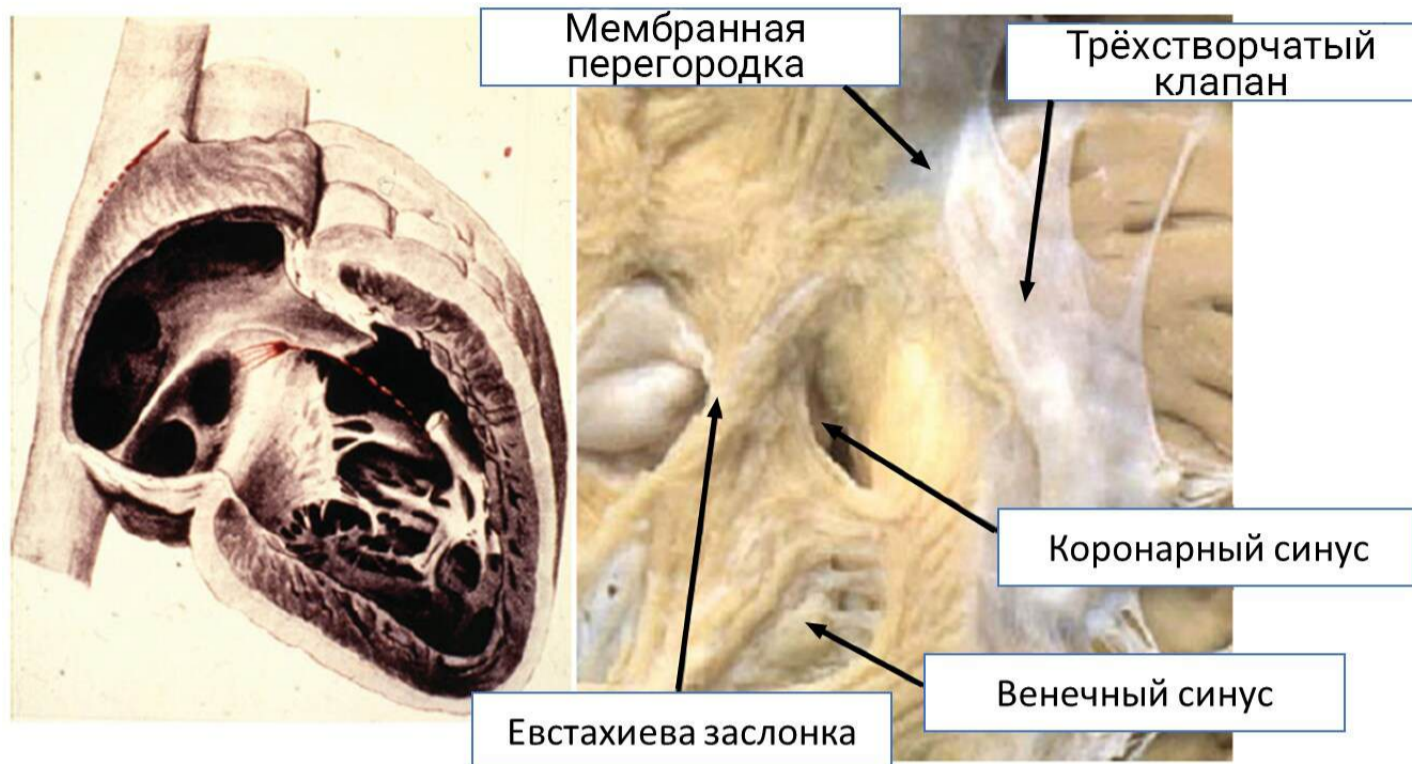 Мембранная
перегородка
Трёхстворчатый
клапан
Коронарный синус
Венечный синус
Евстахиева заслонка